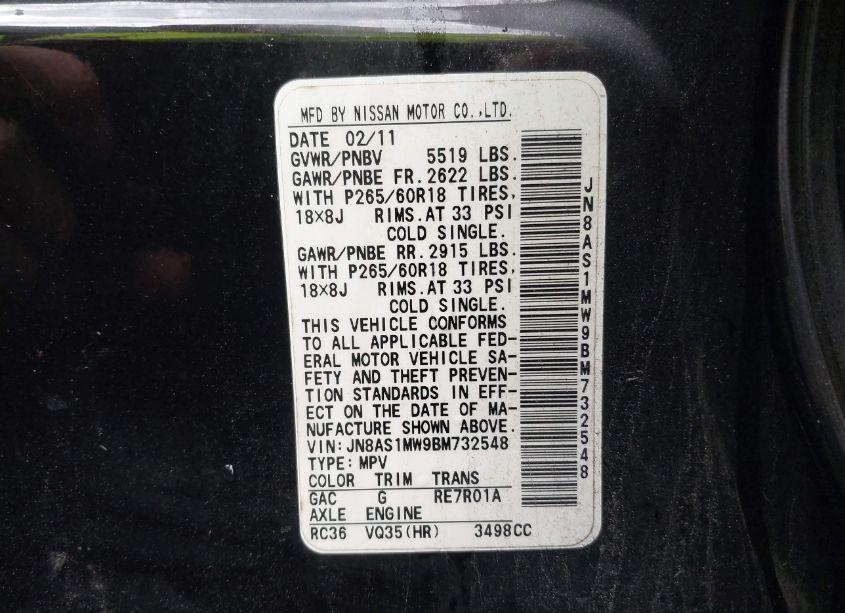 MFD BY NISSAN MOTOR CO.,LTD.
DATE 02/11
GVWR/PNBV 5519 LBS.
GAWR/PNBE FR. 2622 LBS.
WITH P265/60R18 TIRES,
18×8J RIMS. AT 33 PSI
COLD SINGLE.
GAWR/PNBE RR. 2915 LBS.
WITH P265/60R18 TIRES,
18×8J RIMS. AT 33 PSI
COLD SINGLE.
THIS VEHICLE CONFORMS
TO ALL APPLICABLE FED-
ERAL MOTOR VEHICLE SA-
FETY AND THEFT PREVEN-
TION STANDARDS IN EFF-
ECT ON THE DATE OF MA-
NUFACTURE SHOWN ABOVE.
VIN:JN8AS1MW9BM732548
TYPE:MPV
COLOR TRIM TRANS
GAC G RE7R01A
AXLE ENGINE
RC36 VQ35(HR) 3498CC
JN8AS1MW9BM732548